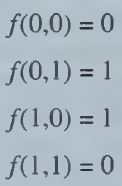 f(0,0) = 0
f(0,1) = 1
f(1,0) = 1
f(1,1) = 0